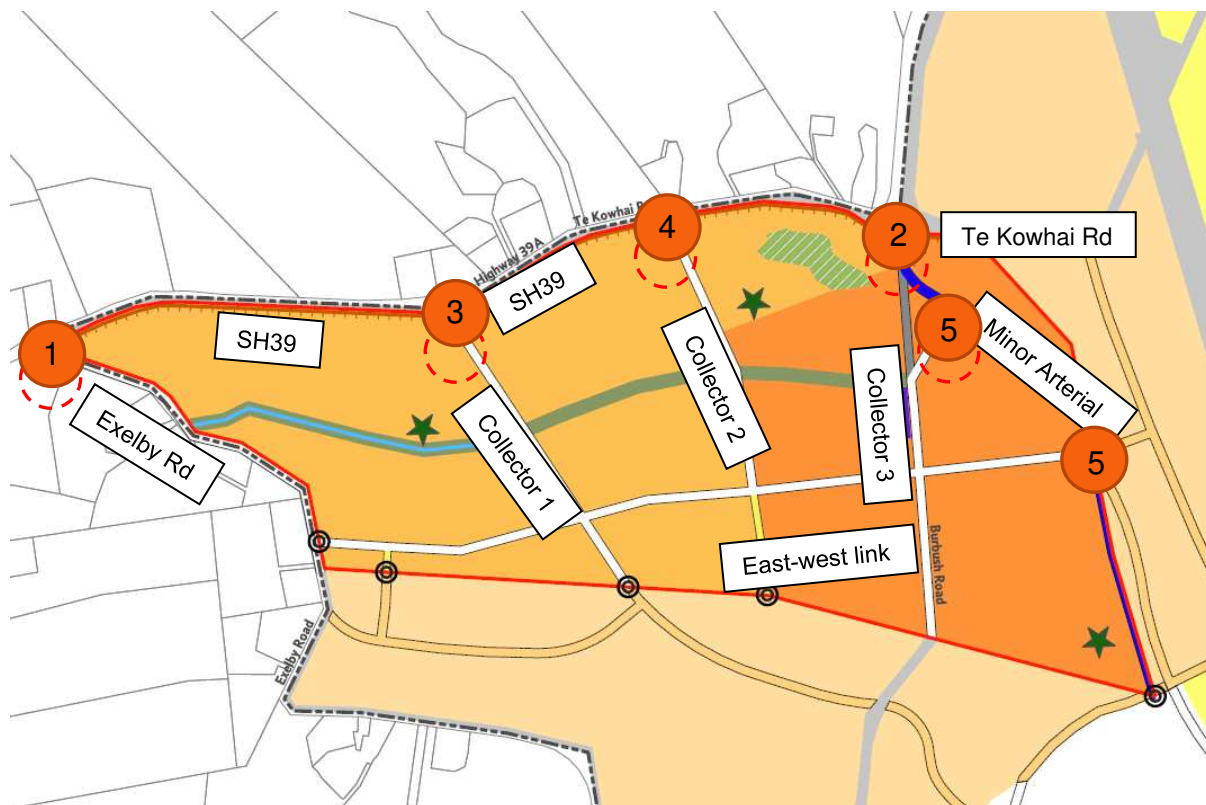 4
2
Te Kowhai Rd
Te Kowhai R
Highway 39A
SH39
3
SH39
5
1
Minor Arterial
Collector 2
Collector 3
Exelby Rd
Collector 1
5
East-west link
Burbush Road
Exelby Road